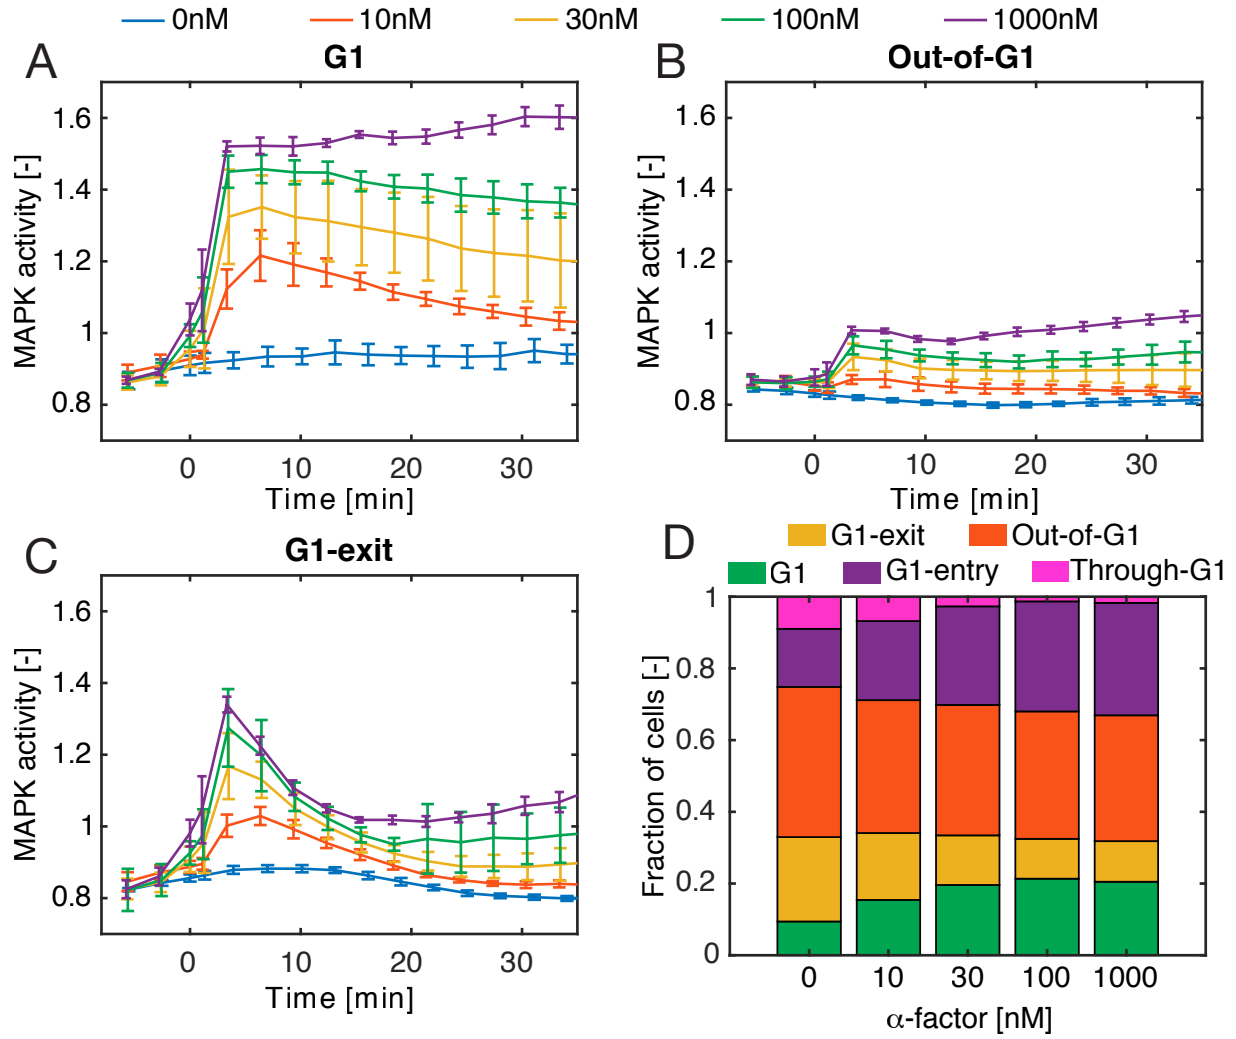 0nM 10nM 30nM 100nM 1000nM
A G1
1.6
1.4
1.2
1
0.8
MAPK activity [-]
0 10 20 30
Time [min]
B Out-of-G1
1.6
1.4
1.2
1
0.8
MAPK activity [-]
0 10 20 30
Time [min]
C G1-exit
1.6
1.4
1.2
1
0.8
MAPK activity [-]
0 10 20 30
Time [min]
D
G1-exit Out-of-G1
G1 G1-entry Through-G1
1
0.8
0.6
0.4
0.2
0
Fraction of cells [-]
0 10 30 100 1000
α-factor [nM]